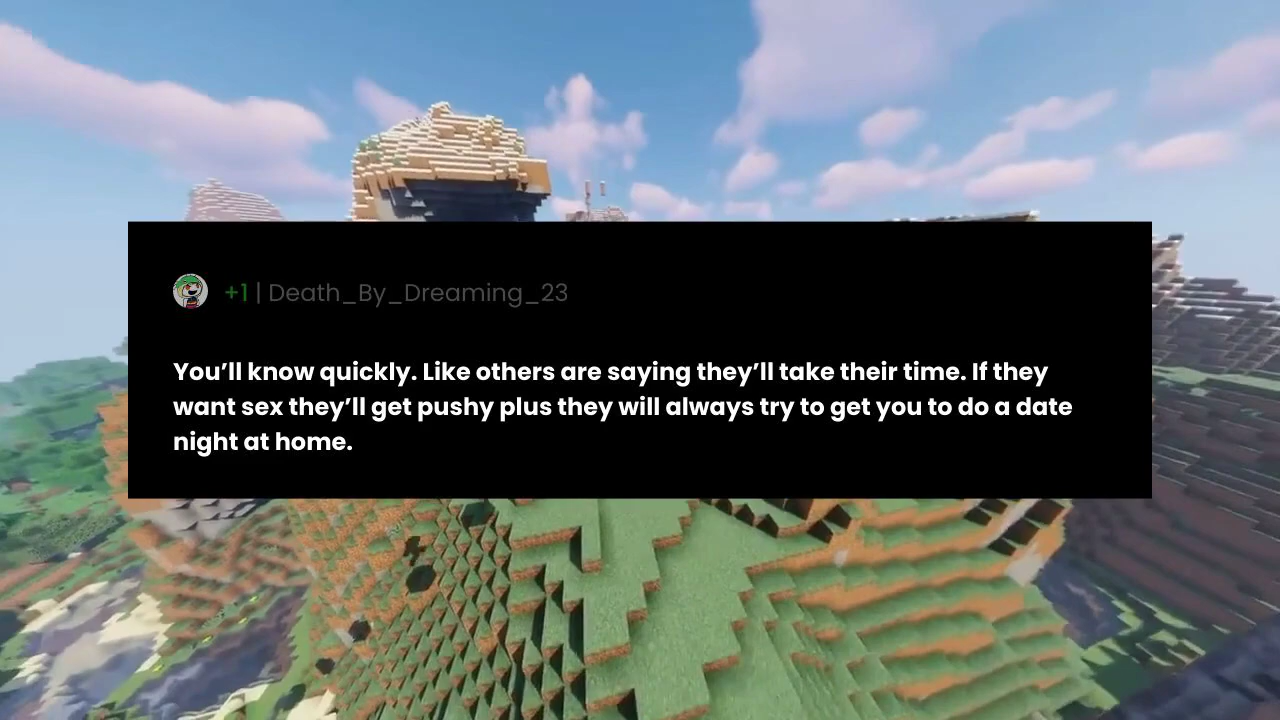 +1 | Death_By_Dreaming_23
You’ll know quickly. Like others are saying they’ll take their time. If they
want sex they’ll get pushy plus they will always try to get you to do a date
night at home.